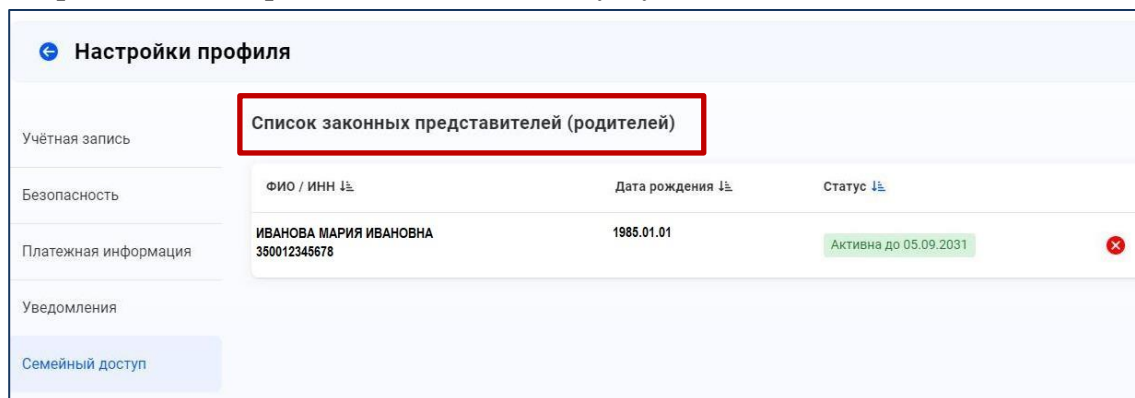 Настройки профиля
Учётная запись
Безопасность
Платежная информация
Уведомления
Семейный доступ
Список законных представителей (родителей)
ФИО / ИНН Дата рождения Статус
ИВАНОВА МАРИЯ ИВАНОВНА 1985.01.01 Активна до 05.09.2031
350012345678